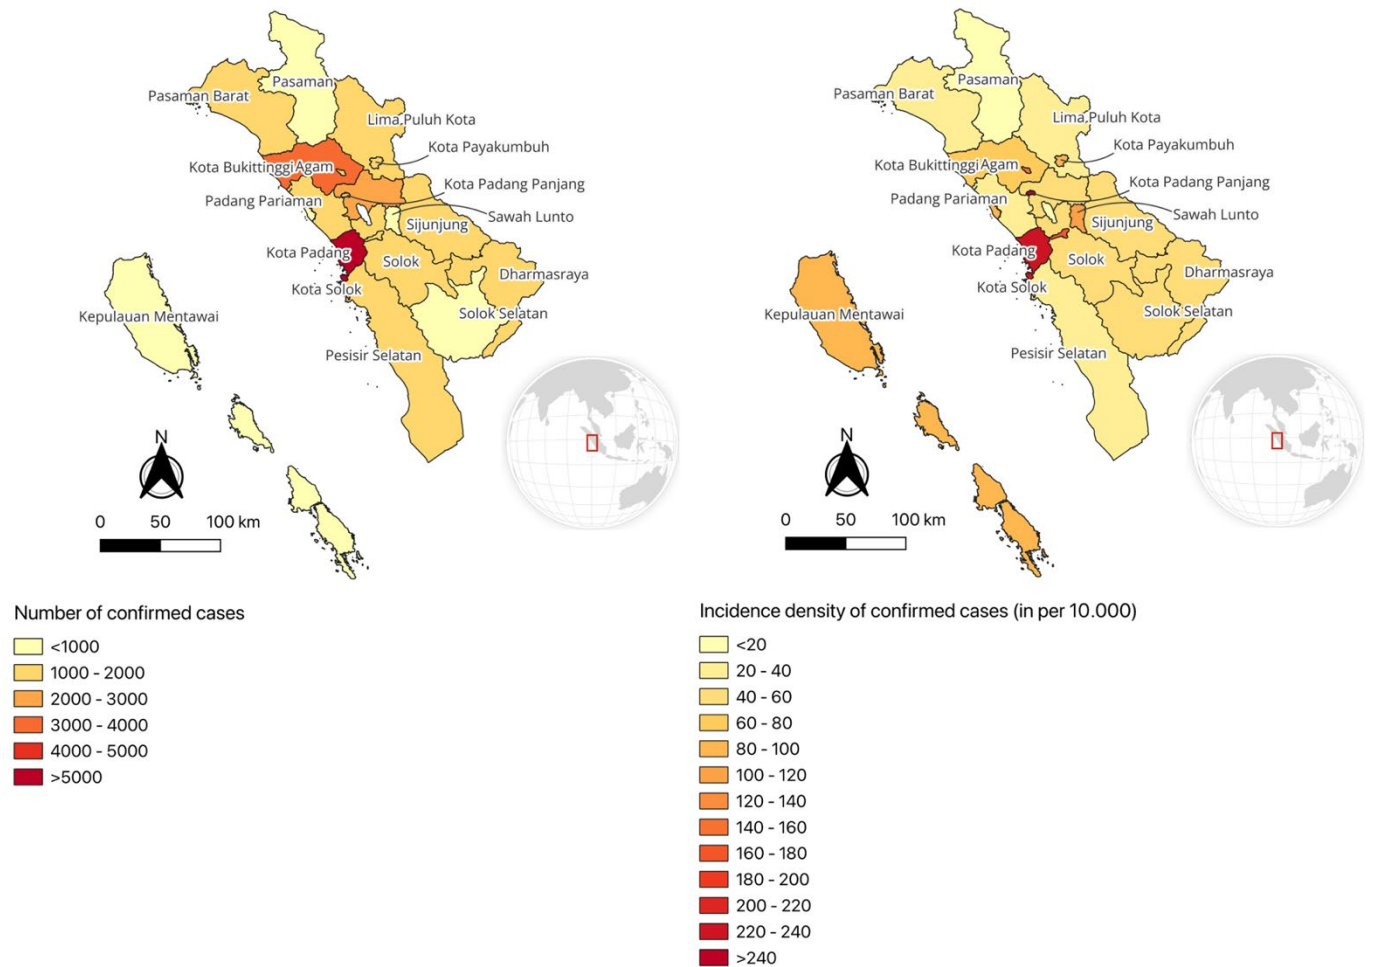 Pasaman
Pasaman Barat
Lima Puluh Kota
Kota Payakumbuh
Kota Bukittinggi Agam
Kota Padang Panjang
Padang Pariaman
Sawah Lunto
Sijunjung
Kota Padang
Solok
Dharmasraya
Kota Solok
Solok Selatan
Kepulauan Mentawai
Pesisir Selatan
N
0 50 100 km
Number of confirmed cases
<1000
1000 - 2000
2000 - 3000
3000 - 4000
4000 - 5000
>5000
Pasaman
Pasaman Barat
Lima Puluh Kota
Kota Payakumbuh
Kota Bukittinggi Agam
Kota Padang Panjang
Padang Pariaman
Sawah Lunto
Sijunjung
Kota Padang
Solok
Dharmasraya
Kota Solok
Solok Selatan
Kepulauan Mentawai
Pesisir Selatan
N
0 50 100 km
Incidence density of confirmed cases (in per 10.000)
<20
20 - 40
40 - 60
60 - 80
80 - 100
100 - 120
120 - 140
140 - 160
160 - 180
180 - 200
200 - 220
220 - 240
>240